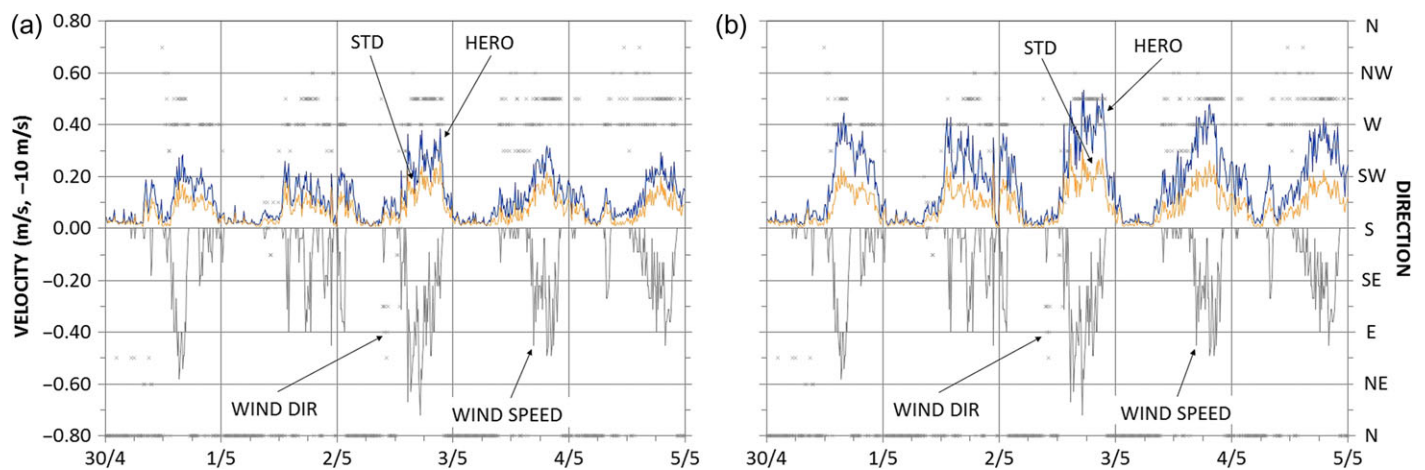 (a)
(b)
VELOCITY (m/s, –10 m/s)
0.80
0.60
0.40
0.20
0.00
–0.20
–0.40
–0.60
–0.80
STD
HERO
WIND DIR
WIND SPEED
30/4
1/5
2/5
3/5
4/5
5/5
STD
HERO
WIND DIR
WIND SPEED
30/4
1/5
2/5
3/5
4/5
5/5
N
NW
W
SW
S
SE
E
NE
N
DIRECTION